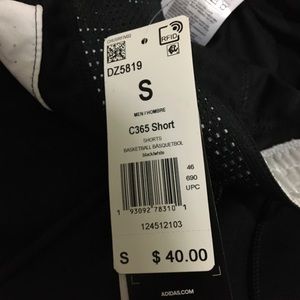 RFID
DZ5819
S
MEN / HOMBRE
C365 Short
SHORTS
BASKETBALL/BÁSQUETBOL
black/white
46
690
UPC
1 93092 78310 1
124512103
S $ 40.00
ADIDAS.COM